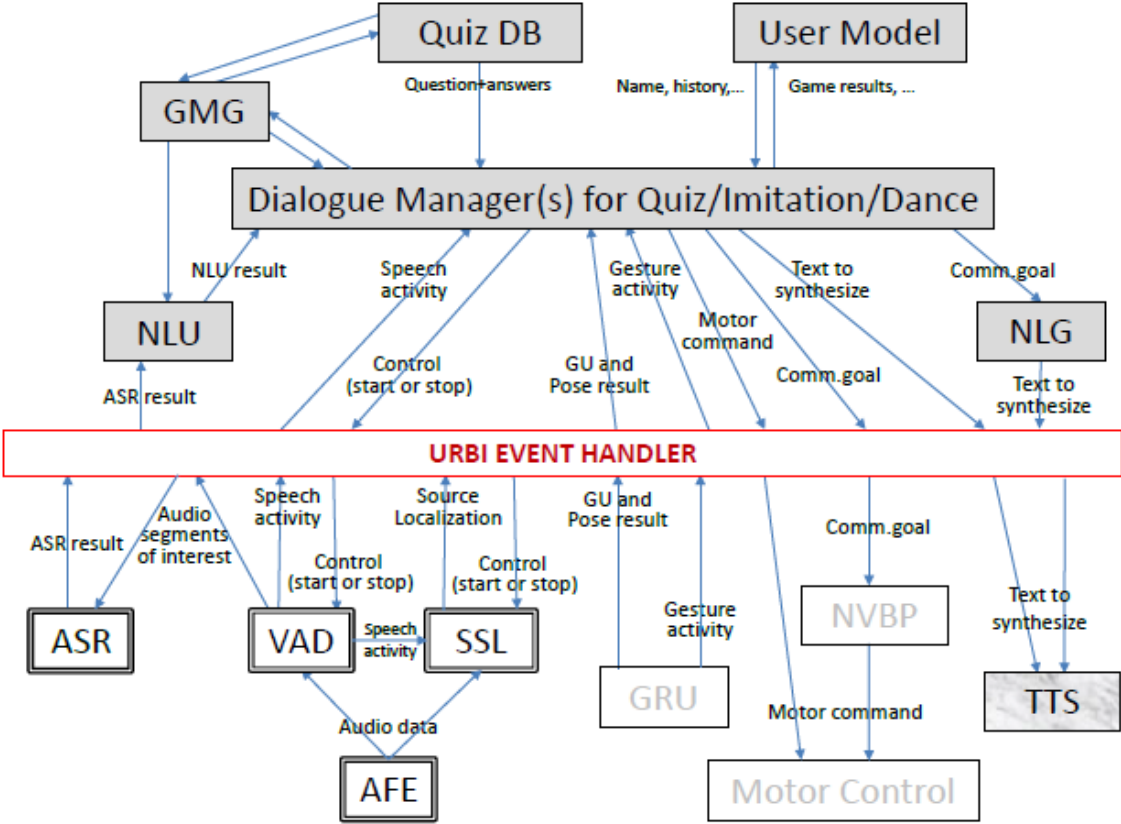 Quiz DB
User Model
Question+answers
Name, history,...
Game results, ...
GMG
Dialogue Manager(s) for Quiz/Imitation/Dance
NLU result
Speech
activity
Gesture
activity
Text to
synthesize
Comm.goal
NLU
Motor
command
NLG
Control
(start or stop)
GU and
Pose result
Comm.goal
ASR result
Text to
synthesize
URBI EVENT HANDLER
ASR result
Audio
segments
of interest
Speech
activity
Source
Localization
GU and
Pose result
Comm.goal
Control
(start or stop)
Control
(start or stop)
ASR
VAD
Speech
activity
SSL
Gesture
activity
NVBP
Text to
synthesize
GRU
TTS
Audio data
Motor command
AFE
Motor Control